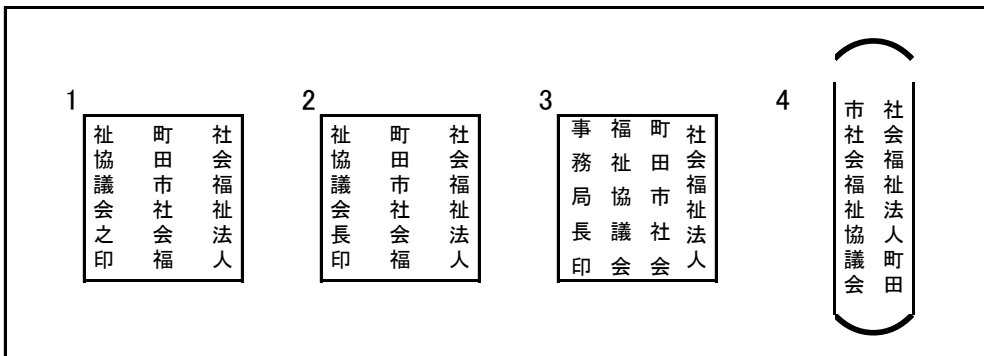 1
社会福祉法人
町田市社会福
祉協議会之印
2
社会福祉法人
町田市社会福
祉協議会長印
3
社会福祉法人
町田市社会
福祉協議会
事務局長印
4
社会福祉法人町田
市社会福祉協議会